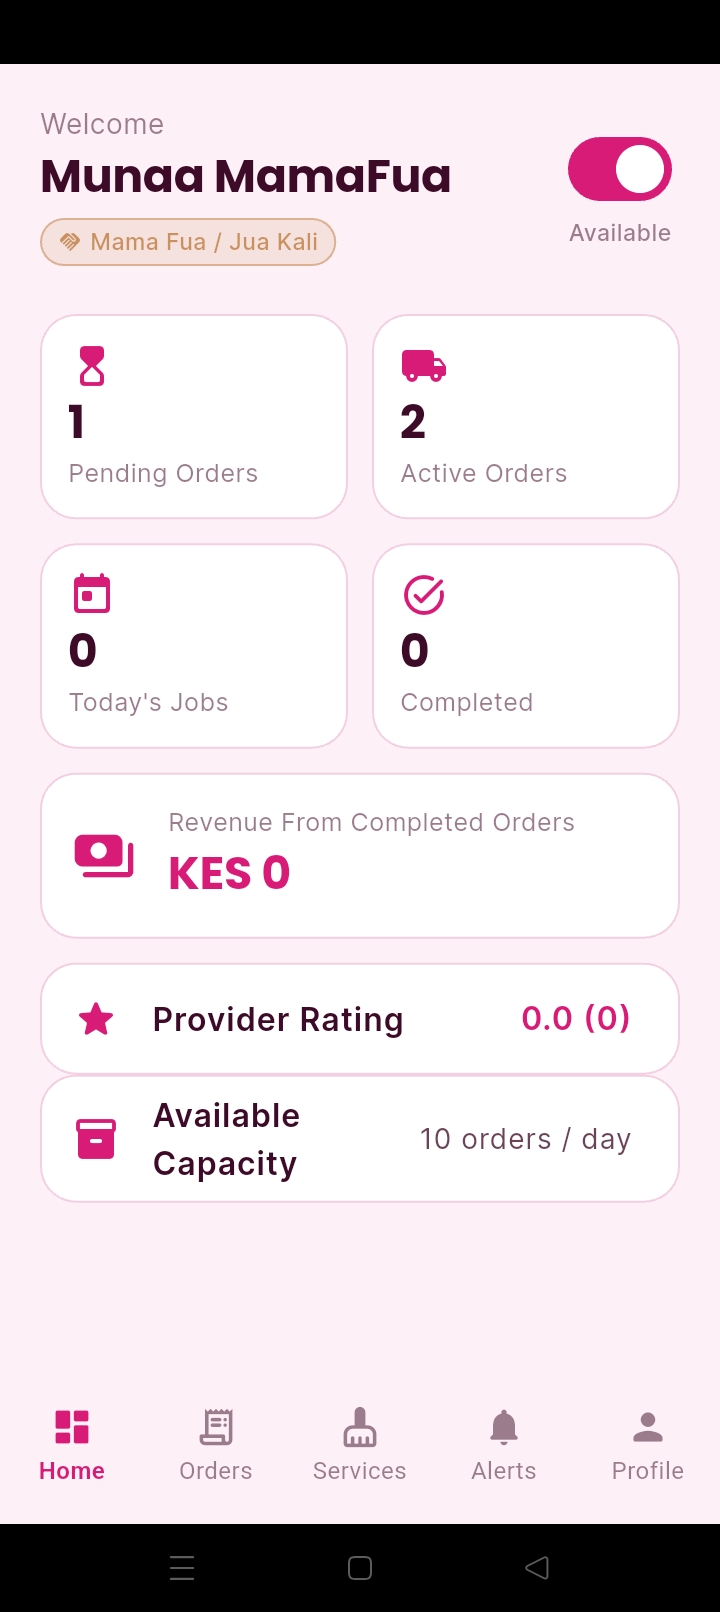 Welcome
Munaa MamaFua
Mama Fua / Jua Kali
Available
1
Pending Orders
2
Active Orders
0
Today's Jobs
0
Completed
Revenue From Completed Orders
KES 0
Provider Rating
0.0 (0)
Available
Capacity
10 orders / day
Home
Orders
Services
Alerts
Profile